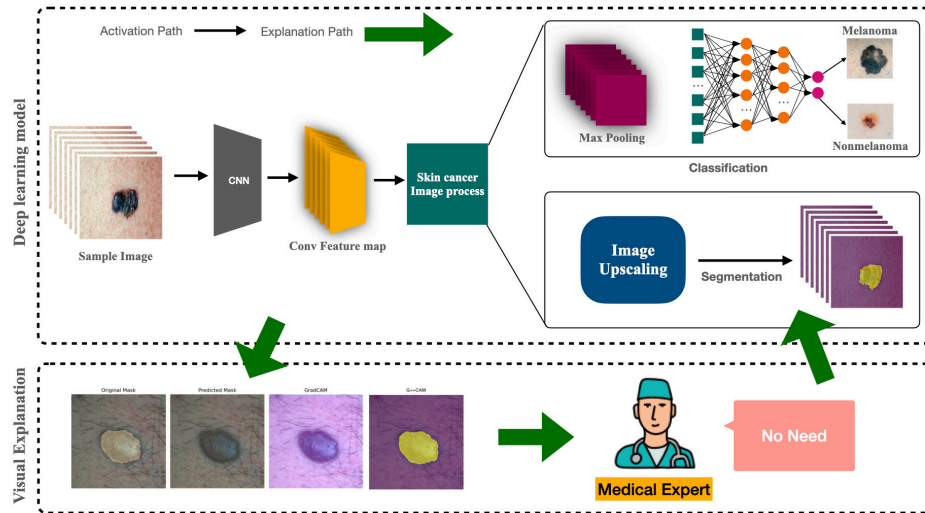 Activation Path
Explanation Path
Deep learning model
Sample Image
CNN
Conv Feature map
Skin cancer
Image process
Max Pooling
...
...
...
Melanoma
Nonmelanoma
Classification
Image
Upscaling
Segmentation
Visual Explanation
Original Mask
Predicted Mask
GradCAM
G++CAM
Medical Expert
No Need